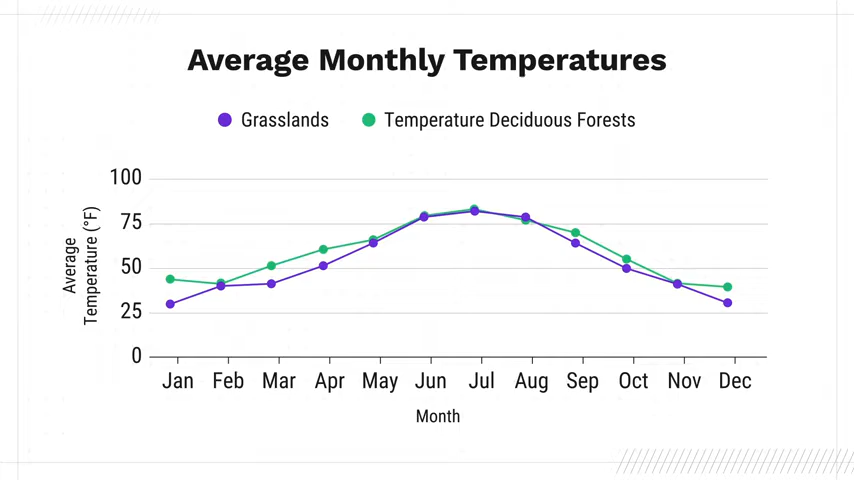 Average Monthly Temperatures
Grasslands
Temperature Deciduous Forests
100
75
50
25
0
Average
Temperature (°F)
Jan Feb Mar Apr May Jun Jul Aug Sep Oct Nov Dec
Month